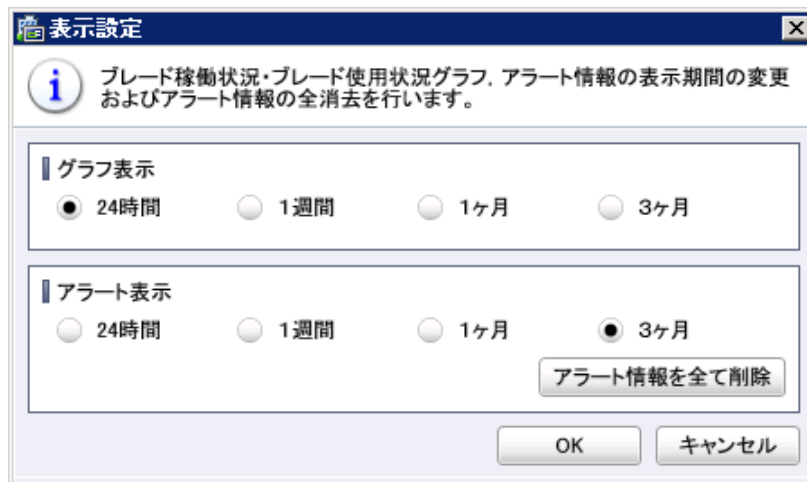 表示設定
ブレード稼働状況・ブレード使用状況グラフ, アラート情報の表示期間の変更
およびアラート情報の全消去を行います。
グラフ表示
24時間 1週間 1ヶ月 3ヶ月
アラート表示
24時間 1週間 1ヶ月 3ヶ月
アラート情報を全て削除
OK キャンセル